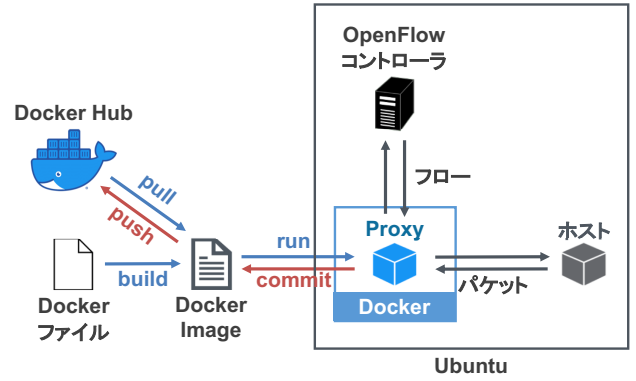 OpenFlow
コントローラ
Docker Hub
pull
push
フロー
Proxy
ホスト
run
build
commit
パケット
Docker
Docker
ファイル
Docker
Image
Ubuntu